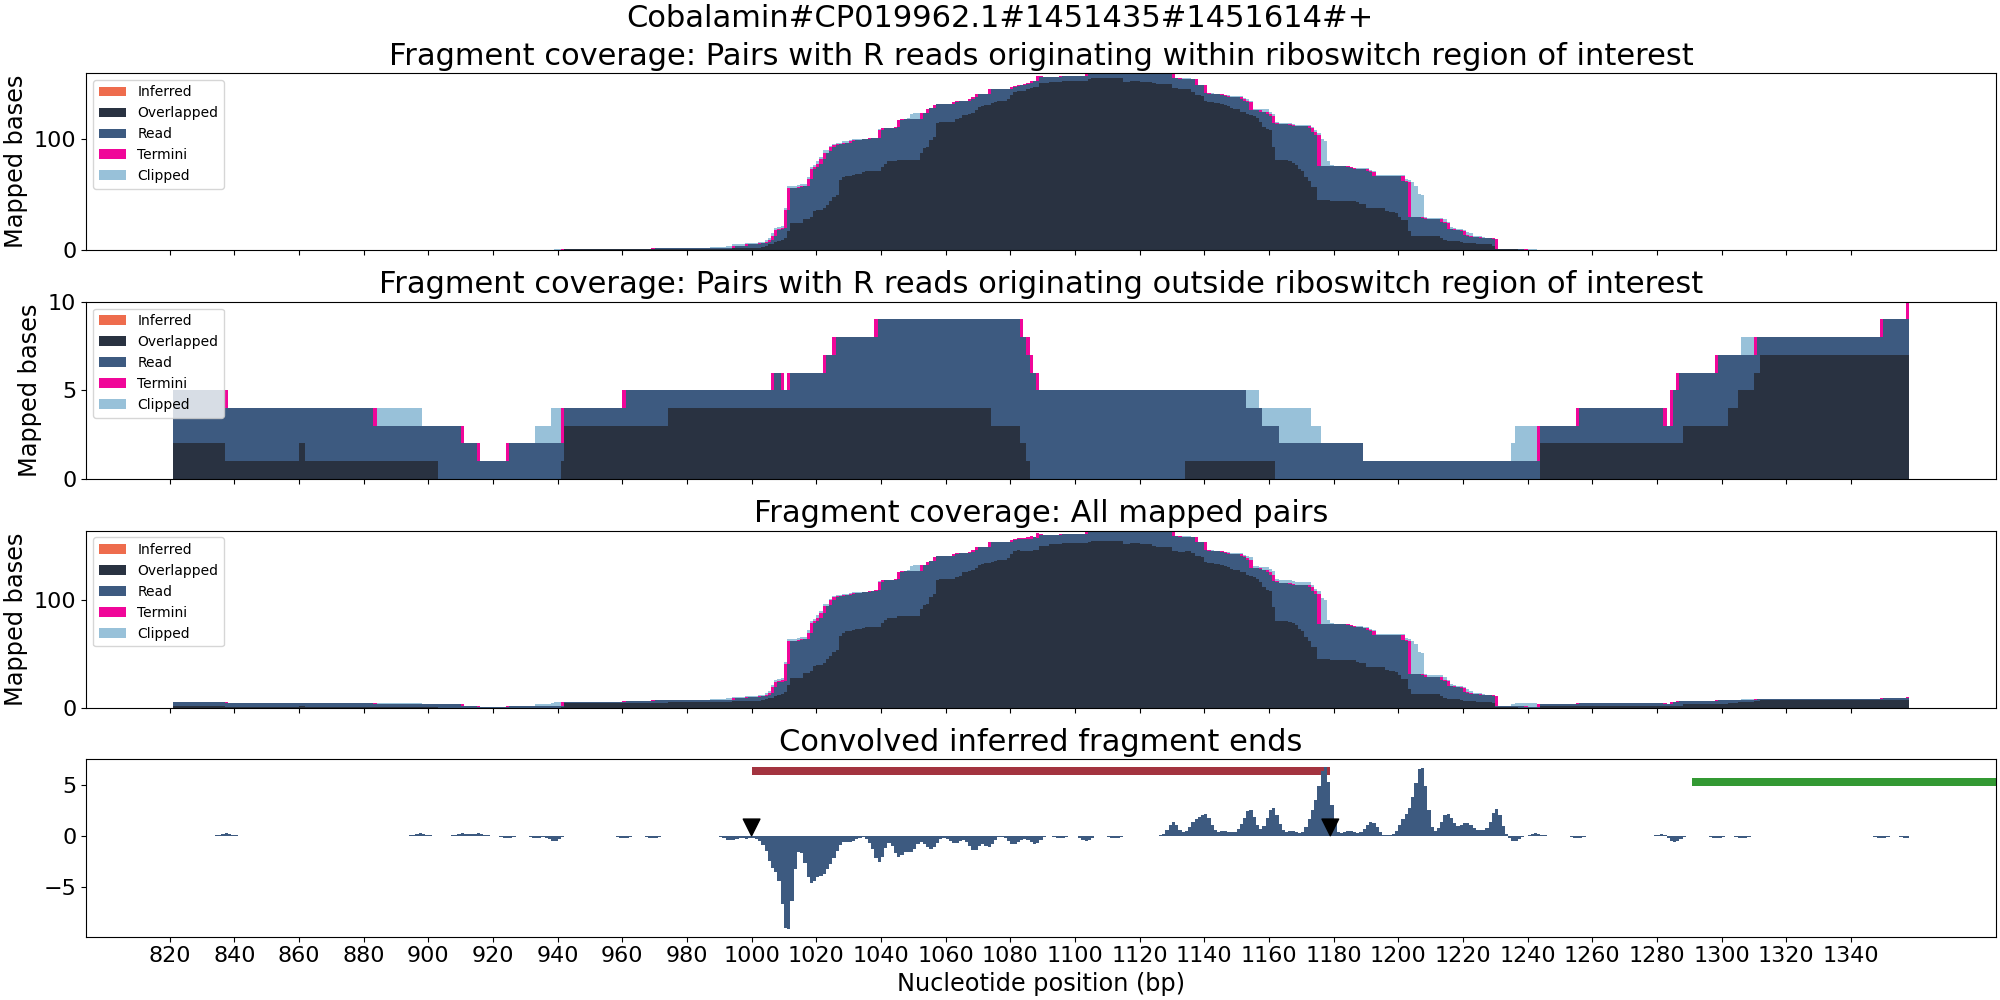 Cobalamin#CP019962.1#1451435#1451614#+
Fragment coverage: Pairs with R reads originating within riboswitch region of interest
Mapped bases
100
0
Inferred
Overlapped
Read
Termini
Clipped
Fragment coverage: Pairs with R reads originating outside riboswitch region of interest
Mapped bases
10
5
0
Inferred
Overlapped
Read
Termini
Clipped
Fragment coverage: All mapped pairs
Mapped bases
100
0
Inferred
Overlapped
Read
Termini
Clipped
Convolved inferred fragment ends
5
0
−5
820 840 860 880 900 920 940 960 980 1000 1020 1040 1060 1080 1100 1120 1140 1160 1180 1200 1220 1240 1260 1280 1300 1320 1340
Nucleotide position (bp)